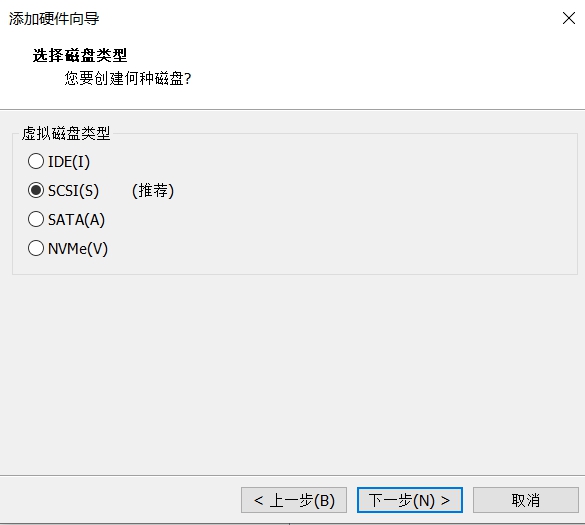 添加硬件向导
选择磁盘类型
您要创建何种磁盘?
虚拟磁盘类型
IDE(I)
SCSI(S) (推荐)
SATA(A)
NVMe(V)
< 上一步(B) 下一步(N) > 取消